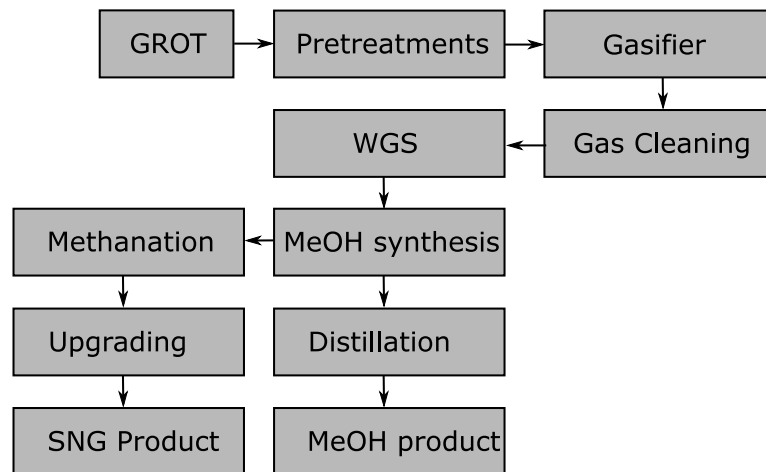 GROT
Pretreatments
Gasifier
WGS
Gas Cleaning
Methanation
MeOH synthesis
Upgrading
Distillation
SNG Product
MeOH product